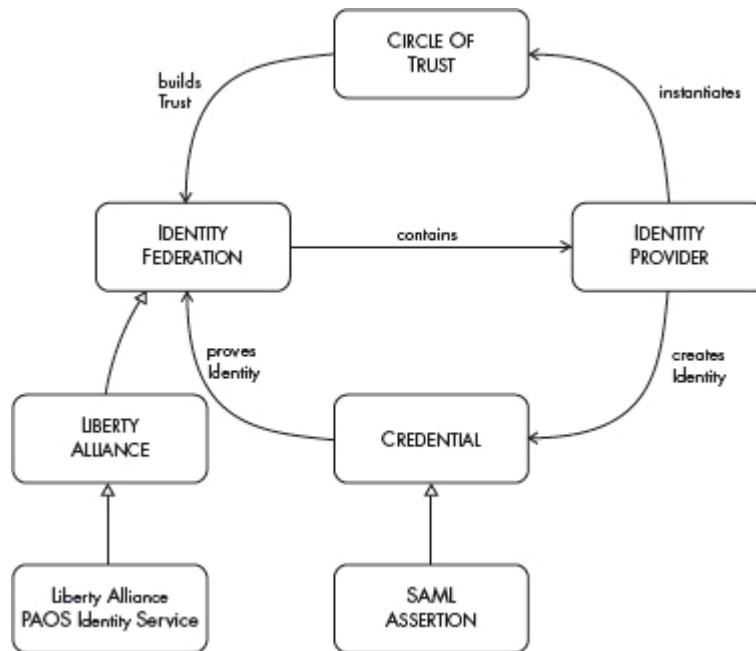 CIRCLE OF
TRUST
builds
Trust
instantiates
IDENTITY
FEDERATION
contains
IDENTITY
PROVIDER
proves
Identity
creates
Identity
LIBERTY
ALLIANCE
CREDENTIAL
Liberty Alliance
PAOS Identity Service
SAML
ASSERTION